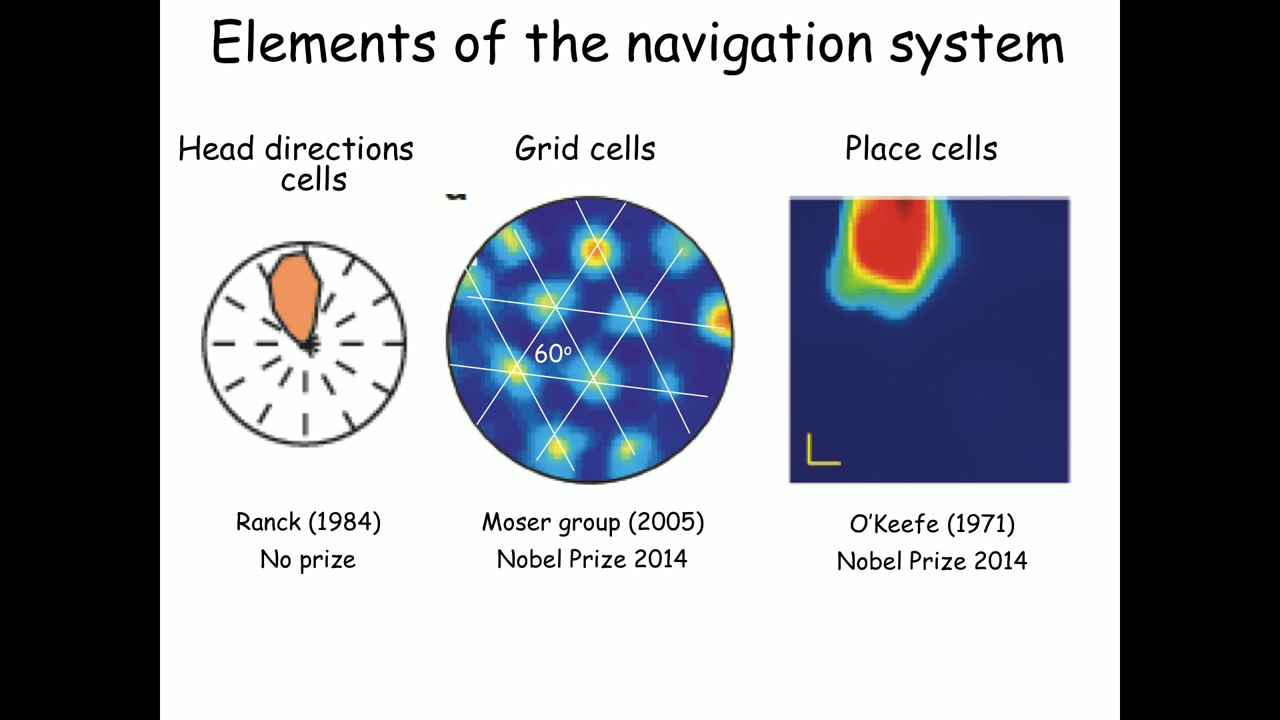 Elements of the navigation system
Head directions
cells
Grid cells
Place cells
60°
Ranck (1984)
No prize
Moser group (2005)
Nobel Prize 2014
O'Keefe (1971)
Nobel Prize 2014